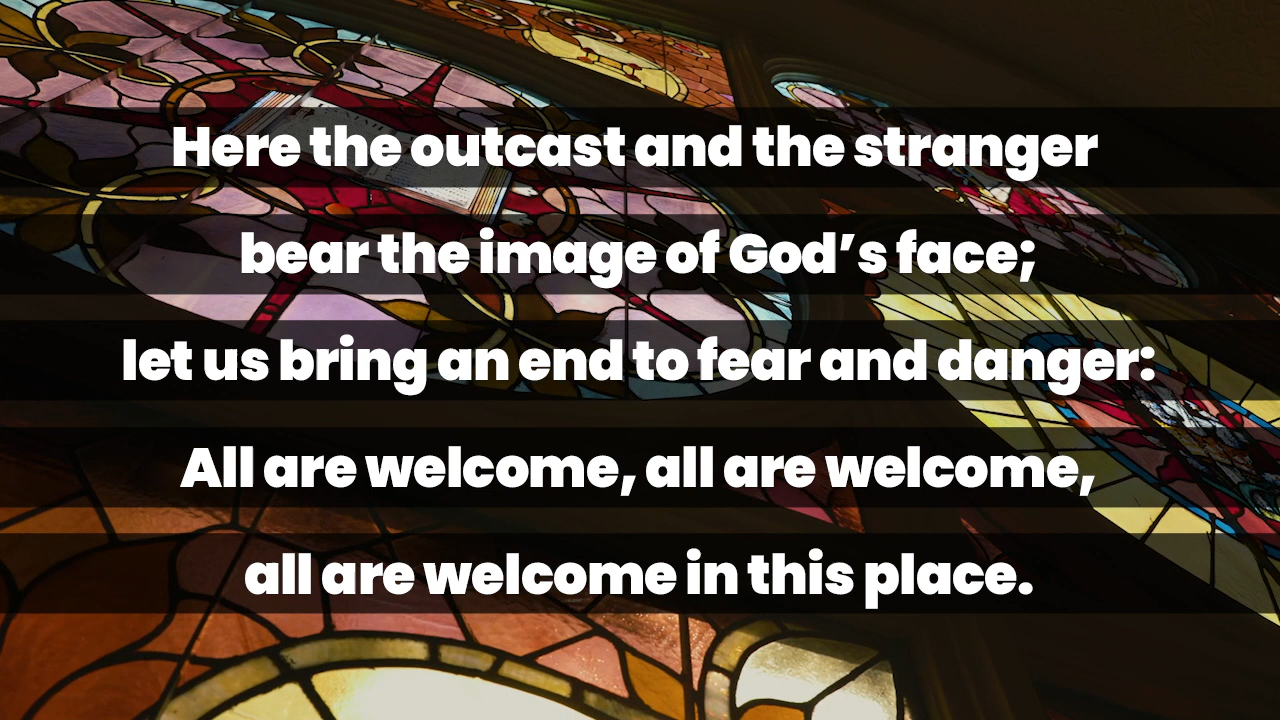 Here the outcast and the stranger
bear the image of God’s face;
let us bring an end to fear and danger:
All are welcome, all are welcome,
all are welcome in this place.